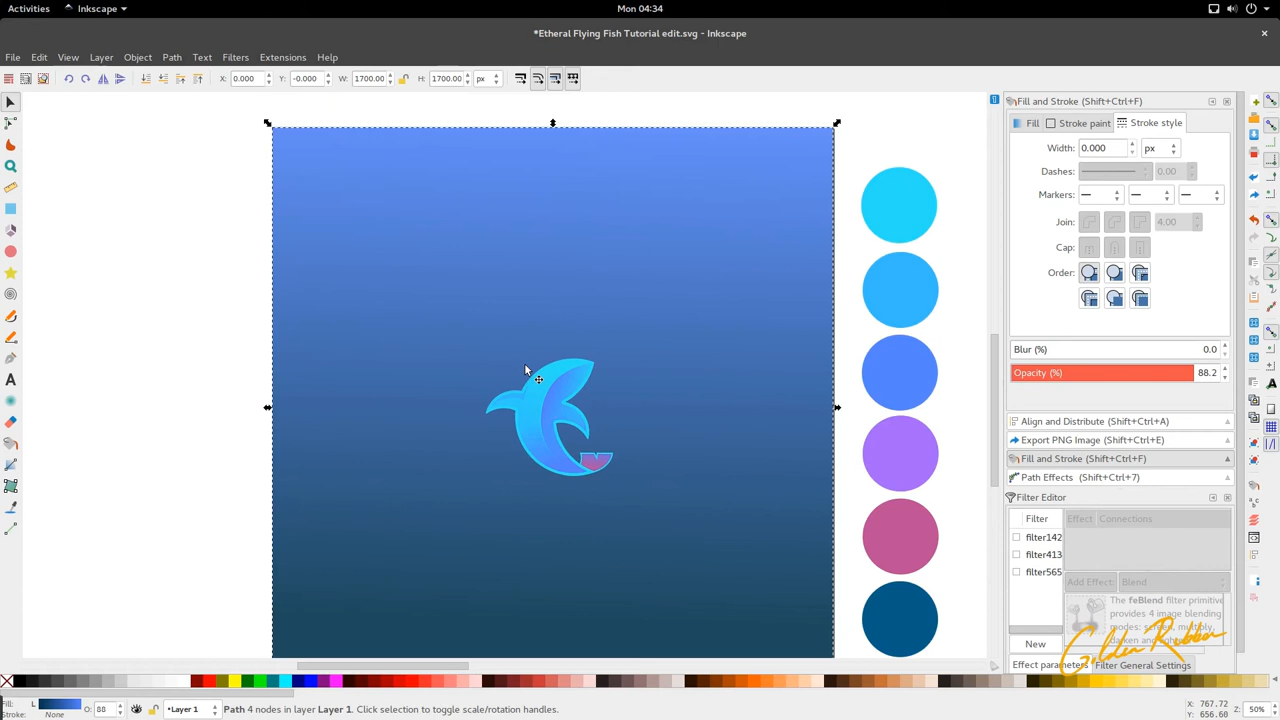 Activities Inkscape Mon 04:34
*Etheral Flying Fish Tutorial edit.svg - Inkscape
File Edit View Layer Object Path Text Filters Extensions Help
X: 0.000 Y: -0.000 W: 1700.00 H: 1700.00 px
Fill and Stroke (Shift+Ctrl+F)
Fill Stroke paint Stroke style
Width: 0.000 px
Dashes: 0.00
Markers:
Join: 4.00
Cap:
Order:
Blur (%) 0.0
Opacity (%) 88.2
Align and Distribute (Shift+Ctrl+A)
Export PNG Image (Shift+Ctrl+E)
Fill and Stroke (Shift+Ctrl+F)
Path Effects (Shift+Ctrl+7)
Filter Editor
Filter Effect Connections
filter142
filter413
filter565
Add Effect: Blend
The feBlend filter primitive
provides 4 image blending
modes: screen, multiply,
darken and lighten.
New
Golden Ribbon
Effect parameters Filter General Settings
Fill: L O: 88 Layer 1 Path 4 nodes in layer Layer 1. Click selection to toggle scale/rotation handles. X: 767.72 Z: 50%
Stroke: None Y: 656.60